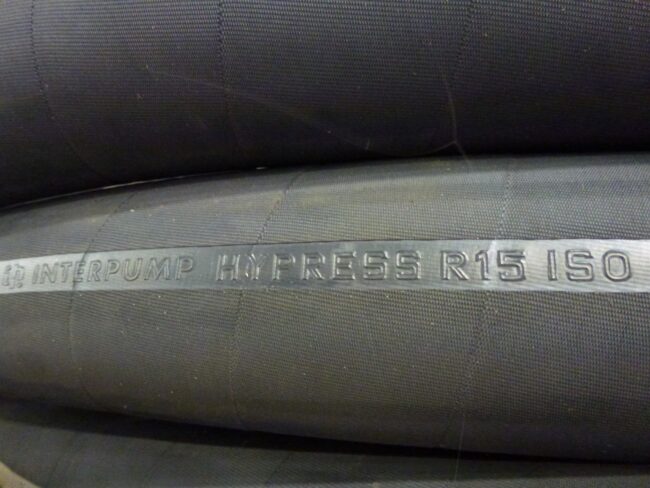 INTERPUMP HYPRESS R15 ISO